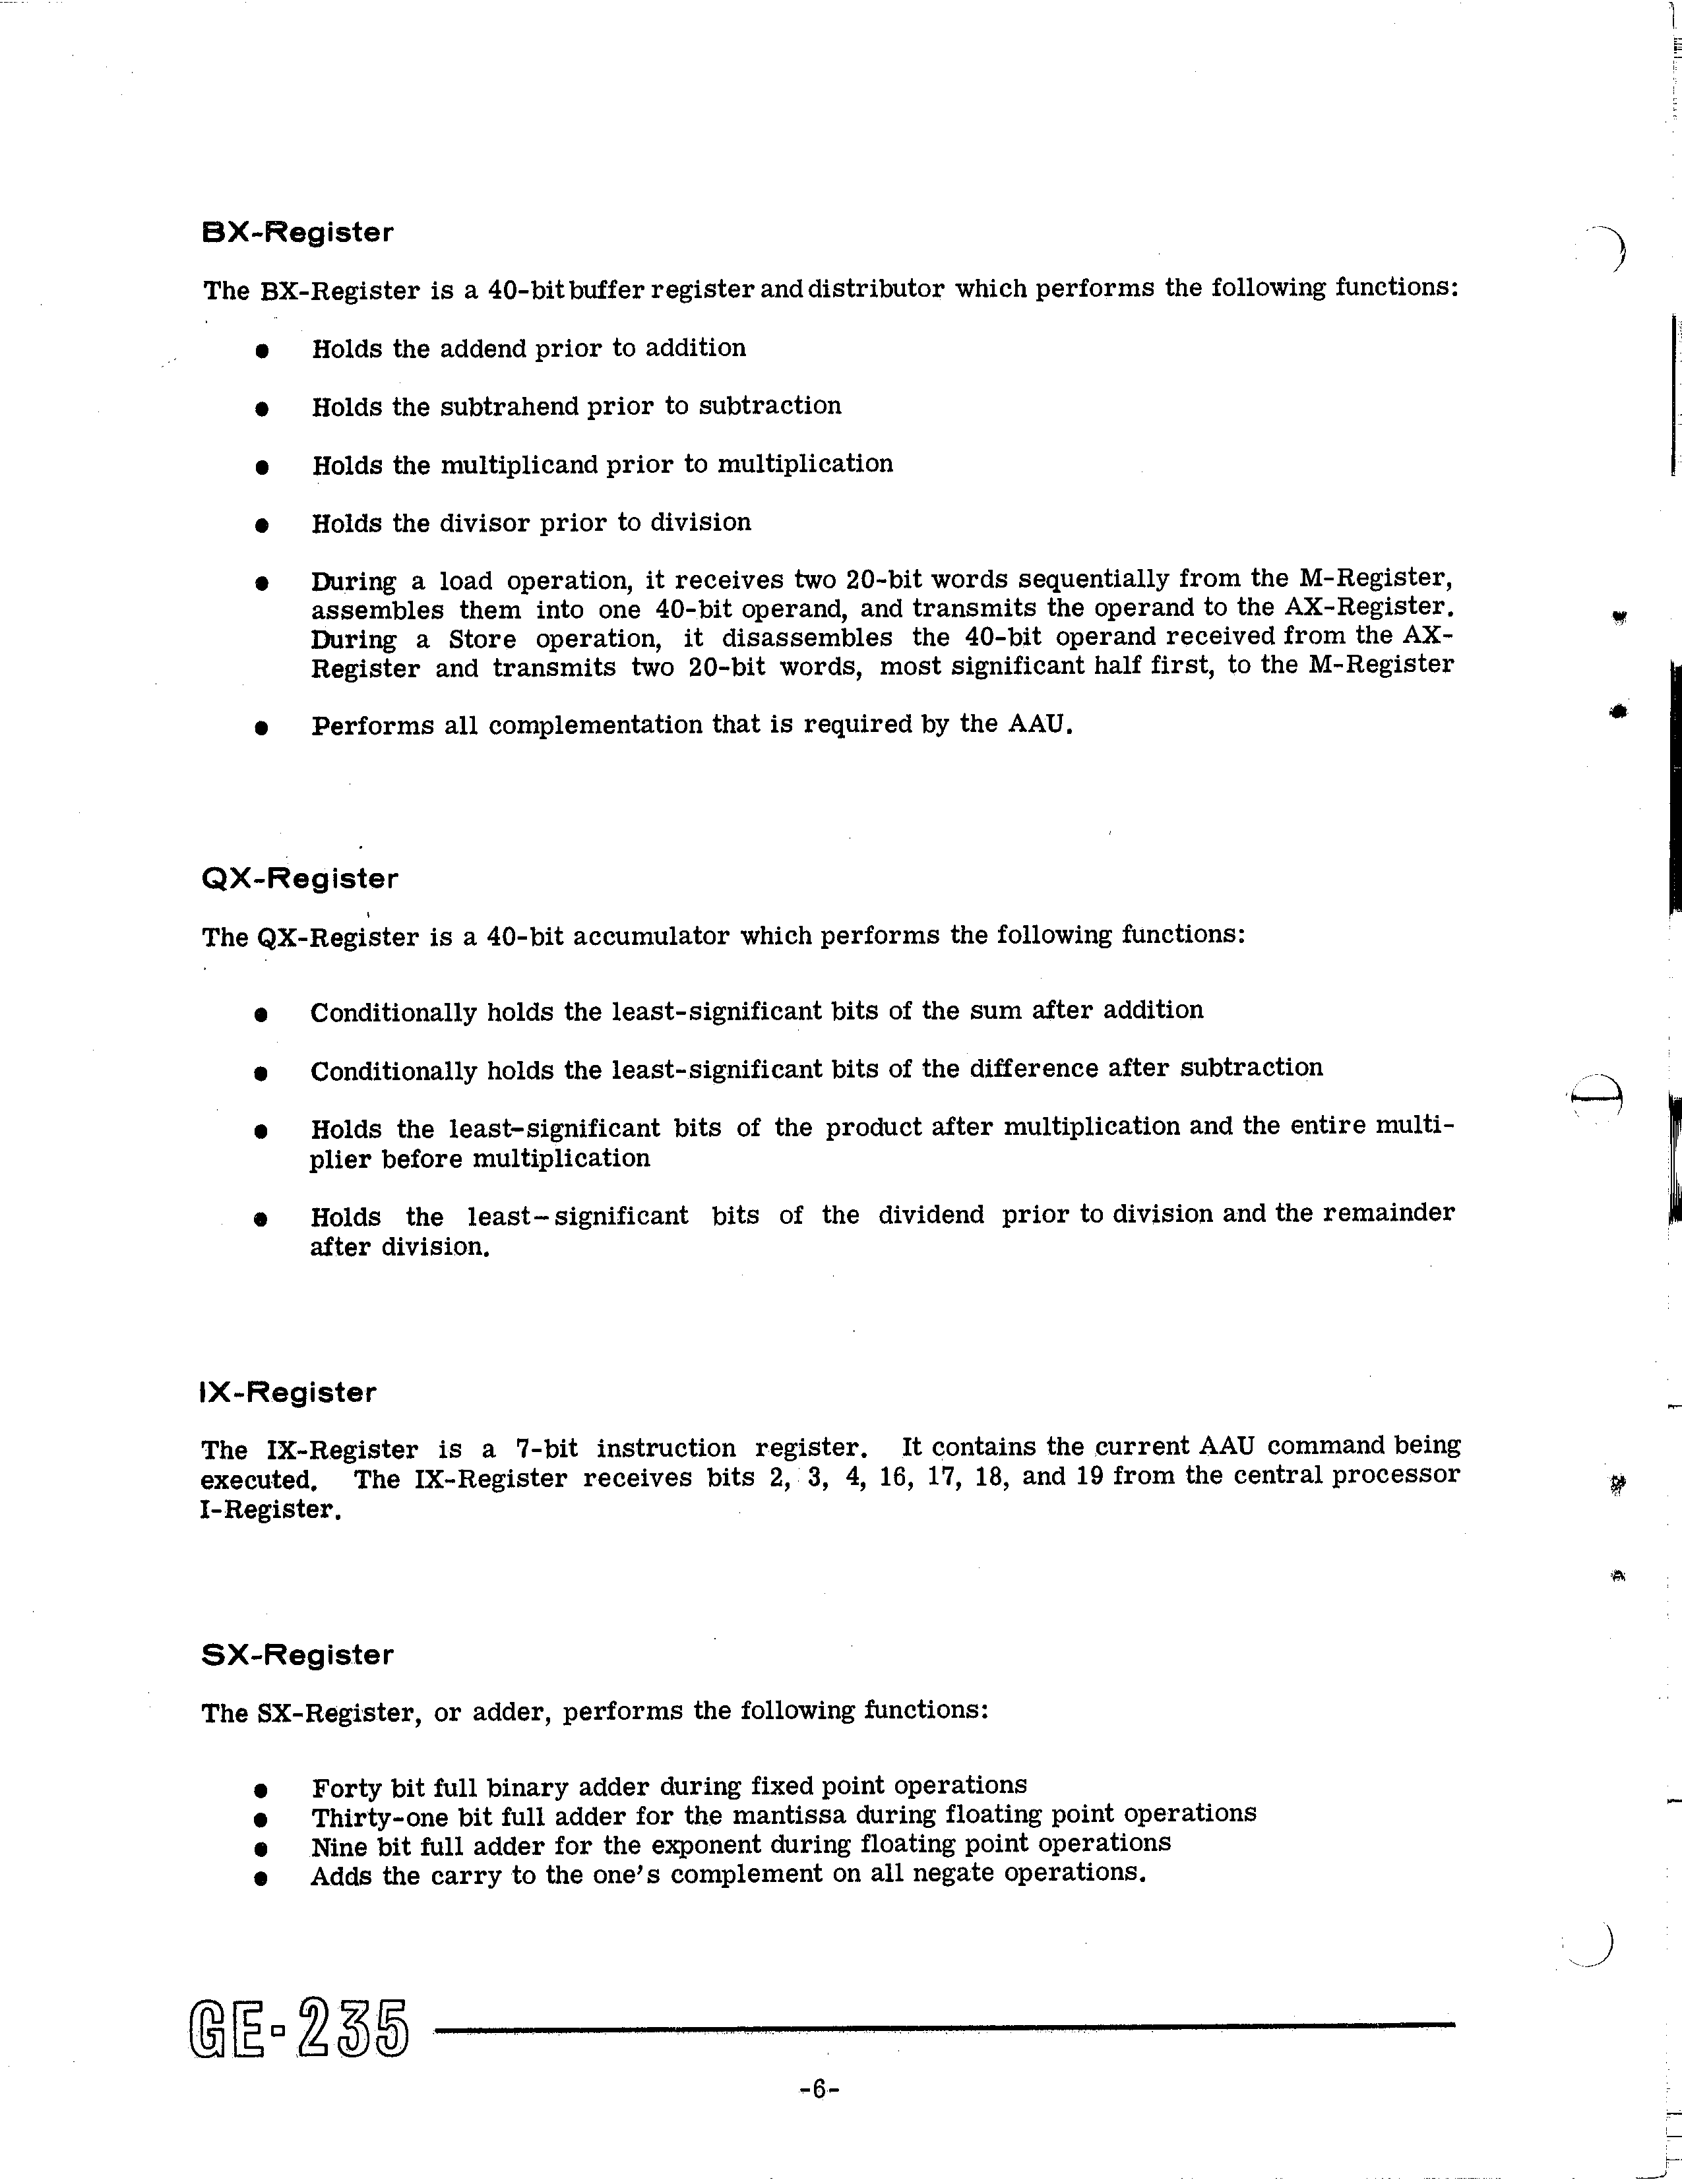 BX-Register
The BX-Register is a 40-bit buffer register and distributor which performs the following functions:
● Holds the addend prior to addition
● Holds the subtrahend prior to subtraction
● Holds the multiplicand prior to multiplication
● Holds the divisor prior to division
● During a load operation, it receives two 20-bit words sequentially from the M-Register,
assembles them into one 40-bit operand, and transmits the operand to the AX-Register.
During a Store operation, it disassembles the 40-bit operand received from the AX-
Register and transmits two 20-bit words, most significant half first, to the M-Register
● Performs all complementation that is required by the AAU.
QX-Register
The QX-Register is a 40-bit accumulator which performs the following functions:
● Conditionally holds the least-significant bits of the sum after addition
● Conditionally holds the least-significant bits of the difference after subtraction
● Holds the least-significant bits of the product after multiplication and the entire multi-
plier before multiplication
● Holds the least-significant bits of the dividend prior to division and the remainder
after division.
IX-Register
The IX-Register is a 7-bit instruction register. It contains the current AAU command being
executed. The IX-Register receives bits 2, 3, 4, 16, 17, 18, and 19 from the central processor
I-Register.
SX-Register
The SX-Register, or adder, performs the following functions:
● Forty bit full binary adder during fixed point operations
● Thirty-one bit full adder for the mantissa during floating point operations
● Nine bit full adder for the exponent during floating point operations
● Adds the carry to the one's complement on all negate operations.
GE-235
-6-